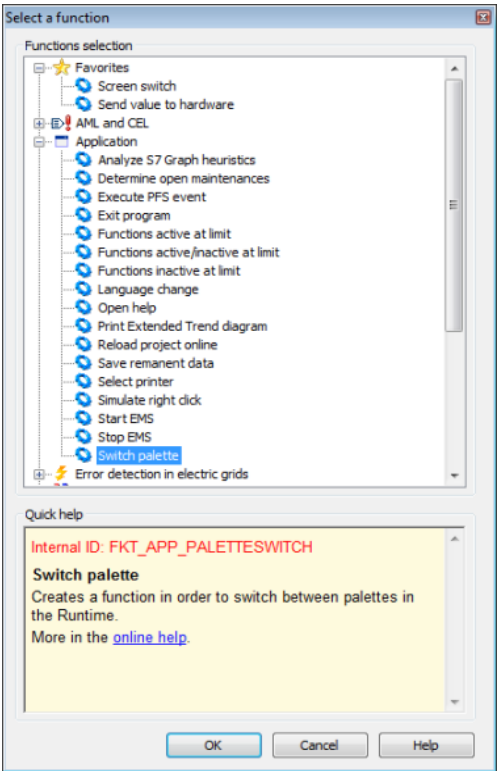 Select a function
Functions selection
Favorites
Screen switch
Send value to hardware
AML and CEL
Application
Analyze S7 Graph heuristics
Determine open maintenances
Execute PFS event
Exit program
Functions active at limit
Functions active/inactive at limit
Functions inactive at limit
Language change
Open help
Print Extended Trend diagram
Reload project online
Save remanent data
Select printer
Simulate right click
Start EMS
Stop EMS
Switch palette
Error detection in electric grids
Quick help
Internal ID: FKT_APP_PALETTESWITCH
Switch palette
Creates a function in order to switch between palettes in
the Runtime.
More in the online help.
OK Cancel Help